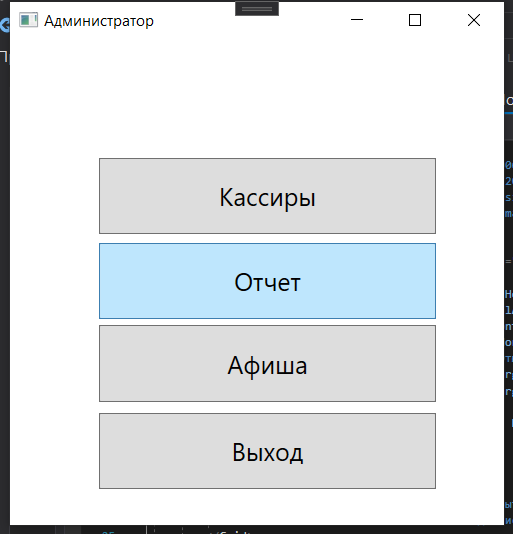 Администратор
Кассиры
Отчет
Афиша
Выход